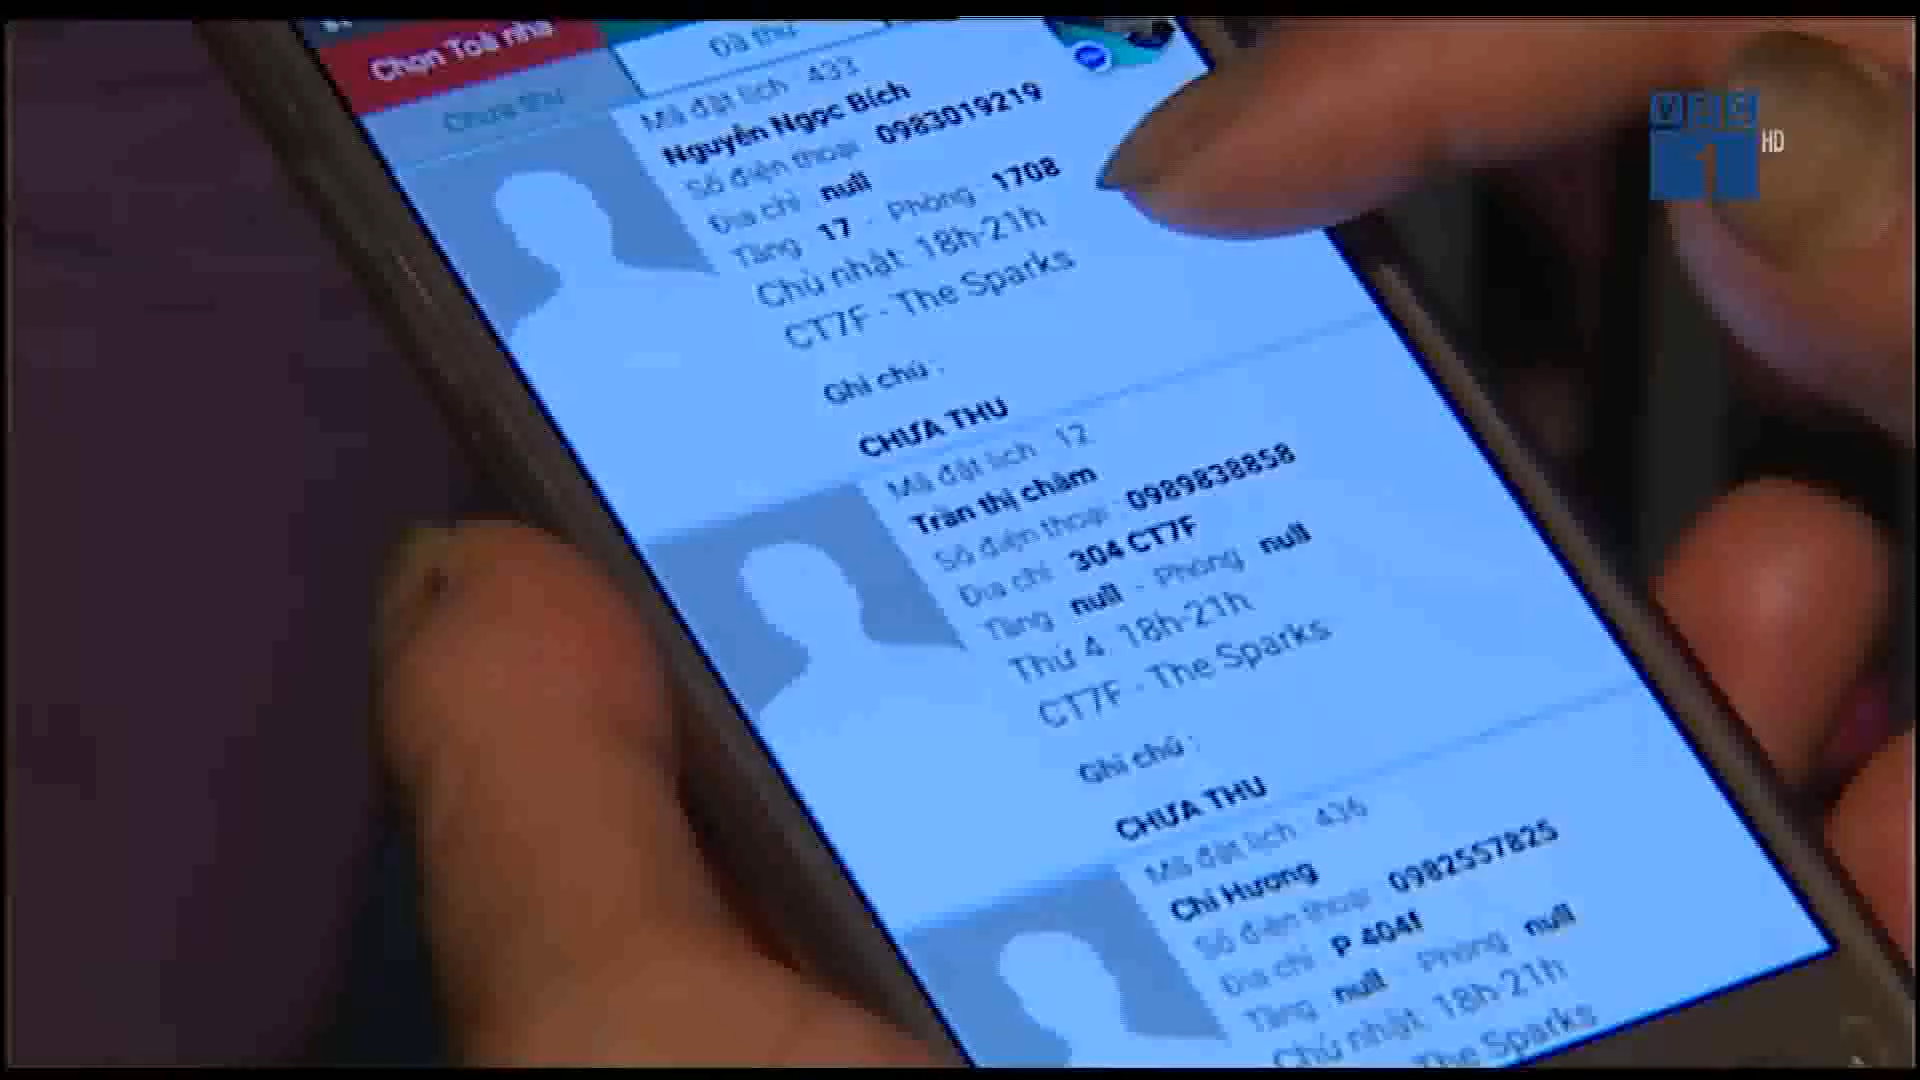 Chọn Toà nhà
Đã thu
Chưa thu
Mã đặt lịch : 433
Nguyễn Ngọc Bích
Số điện thoại : 0983019219
Địa chỉ : null
Tầng 17 - Phòng : 1708
Chủ nhật: 18h-21h
CT7F - The Sparks
Ghi chú :
CHƯA THU
Mã đặt lịch : 12
Trần thị châm
Số điện thoại : 0989838858
Địa chỉ : 304 CT7F
Tầng null - Phòng null
Thứ 4: 18h-21h
CT7F - The Sparks
Ghi chú :
CHƯA THU
Mã đặt lịch : 436
Chị Hương
Số điện thoại : 0982557825
Địa chỉ : P 404f
Tầng null - Phòng null
Chủ nhật: 18h-21h
The Sparks
1
HD